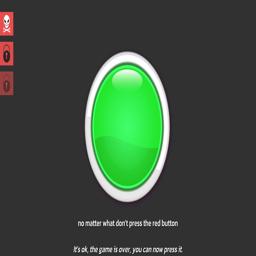 no matter what don't press the red button
It's ok, the game is over, you can now press it.